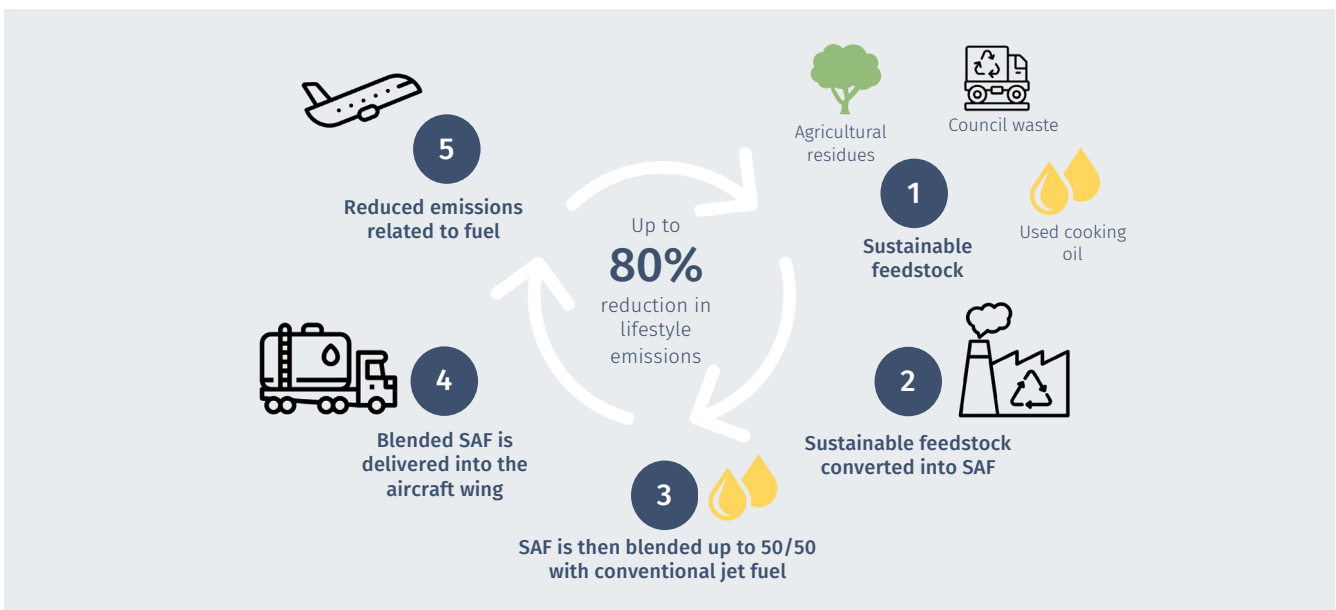 Agricultural
residues
Council waste
1
Sustainable
feedstock
Used cooking
oil
2
Sustainable feedstock
converted into SAF
3
SAF is then blended up to 50/50
with conventional jet fuel
4
Blended SAF is
delivered into the
aircraft wing
5
Reduced emissions
related to fuel
Up to
80%
reduction in
lifestyle
emissions